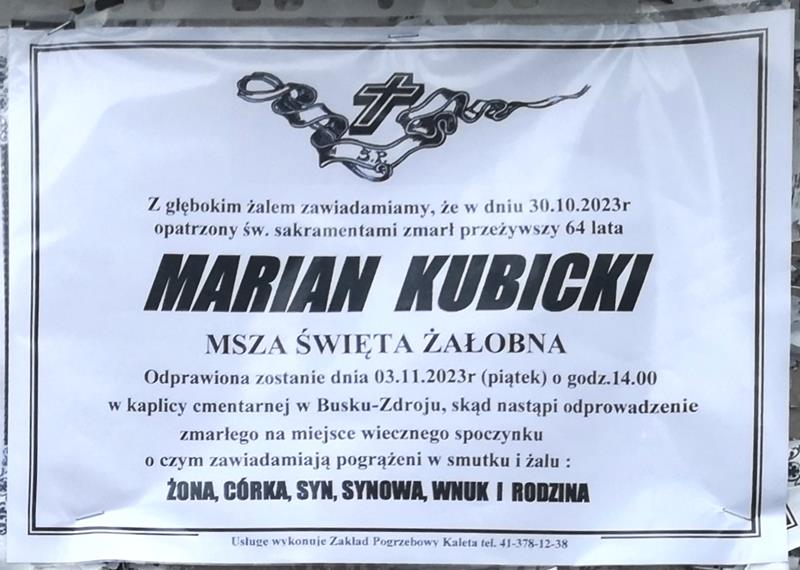 Ś.P.
Z głębokim żalem zawiadamiamy, że w dniu 30.10.2023r
opatrzony św. sakramentami zmarł przeżywszy 64 lata
MARIAN KUBICKI
MSZA ŚWIĘTA ŻAŁOBNA
Odprawiona zostanie dnia 03.11.2023r (piątek) o godz.14.00
w kaplicy cmentarnej w Busku-Zdroju, skąd nastąpi odprowadzenie
zmarłego na miejsce wiecznego spoczynku
o czym zawiadamiają pogrążeni w smutku i żalu :
ŻONA, CÓRKA, SYN, SYNOWA, WNUK I RODZINA
Usługe wykonuje Zakład Pogrzebowy Kaleta tel. 41-378-12-38